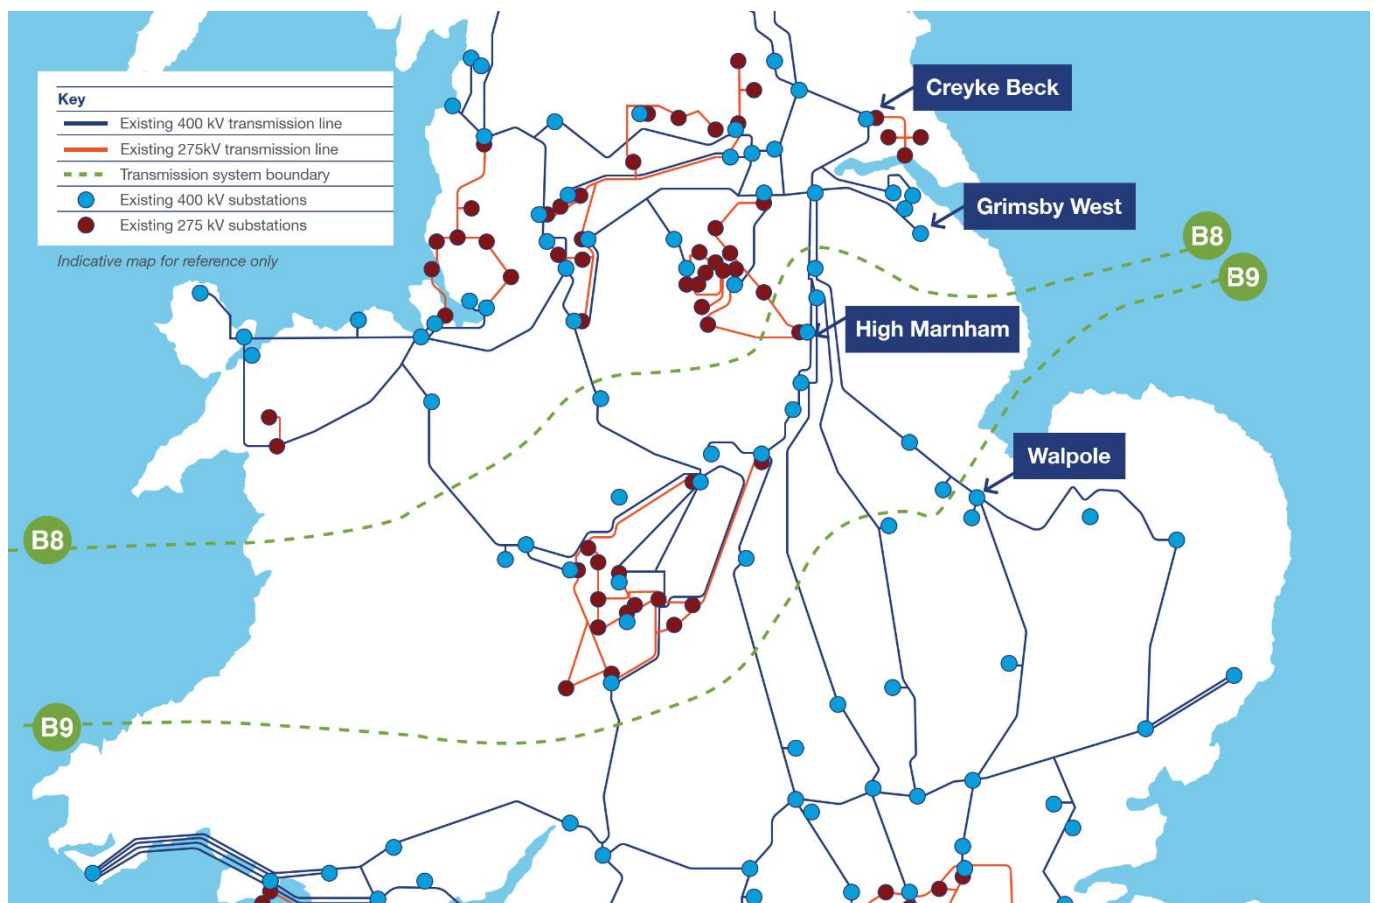 Key
Existing 400 kV transmission line
Existing 275kV transmission line
Transmission system boundary
Existing 400 kV substations
Existing 275 kV substations
Indicative map for reference only
Creyke Beck
Grimsby West
B8
B9
High Marnham
Walpole
B8
B9